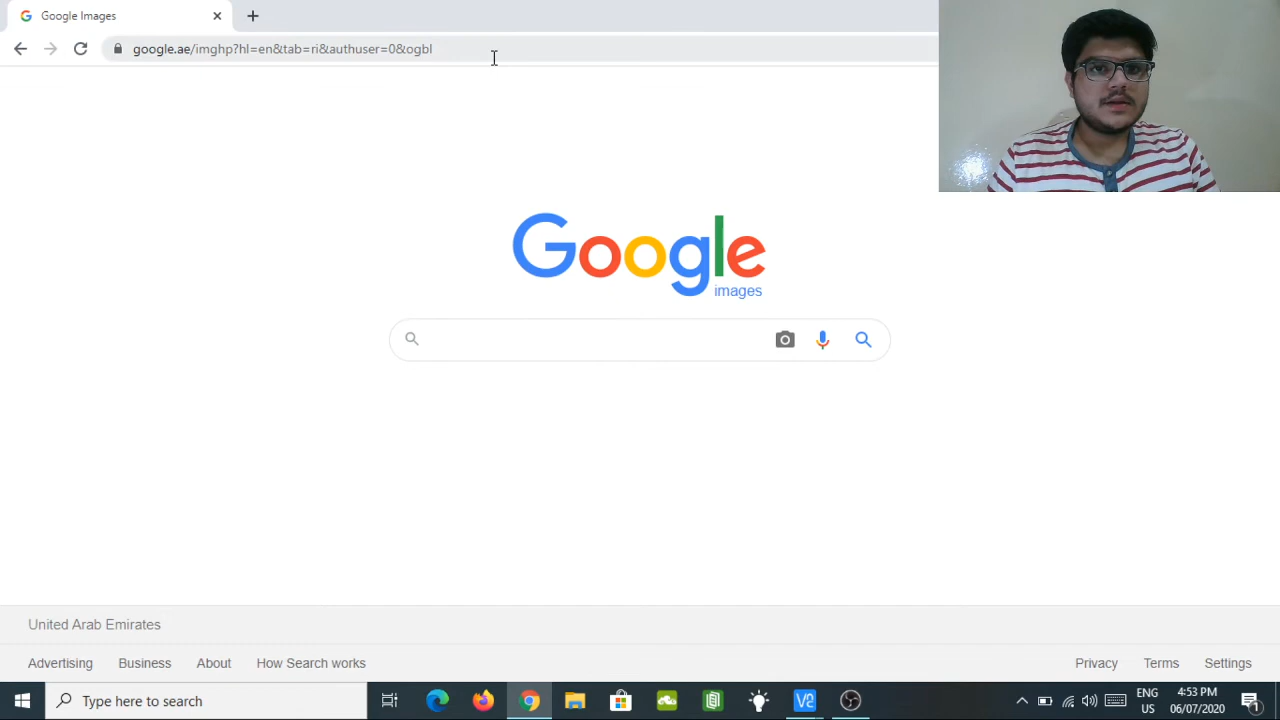 Google Images
google.ae/imghp?hl=en&tab=ri&authuser=0&ogbl
Google
images
United Arab Emirates
Advertising Business About How Search works Privacy Terms Settings
Type here to search
ENG
US
4:53 PM
06/07/2020
1